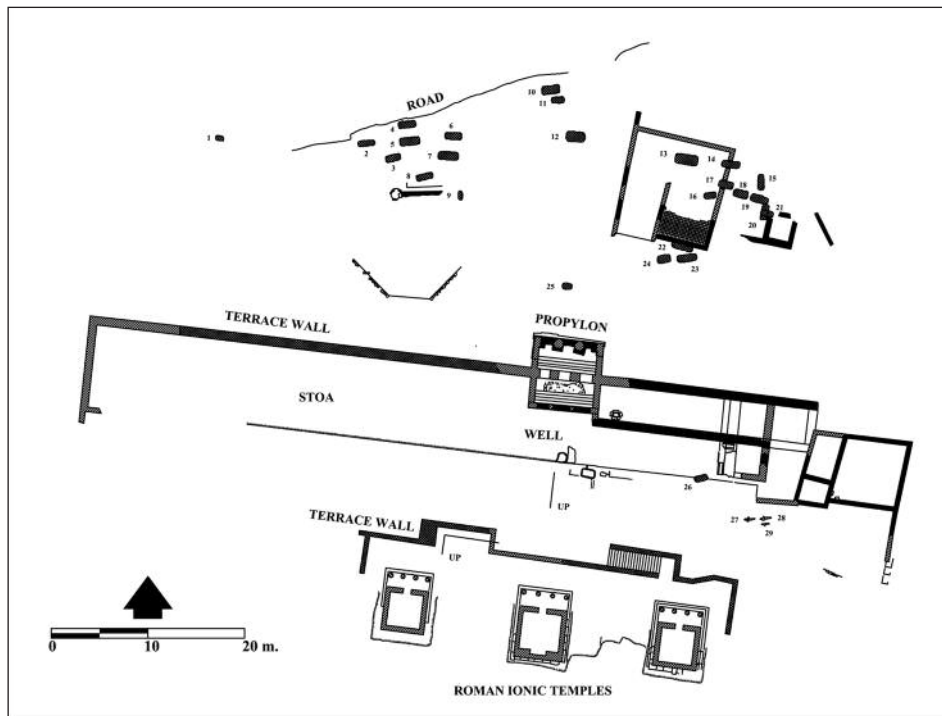 ROAD
10
11
4
6
12
1
2
5
3
7
13
14
8
17
18
15
9
16
19
21
20
22
24
23
25
TERRACE WALL
PROPYLON
STOA
WELL
26
UP
27
28
29
TERRACE WALL
UP
0 10 20 m.
ROMAN IONIC TEMPLES